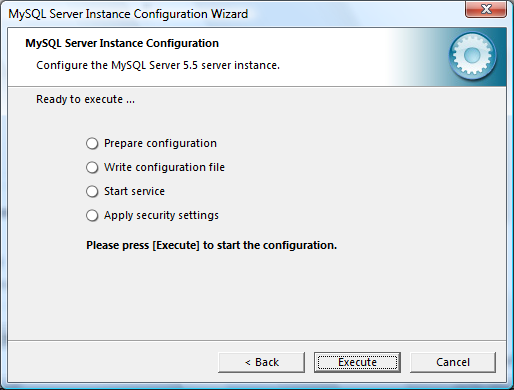 MySQL Server Instance Configuration Wizard
MySQL Server Instance Configuration
Configure the MySQL Server 5.5 server instance.
Ready to execute ...
Prepare configuration
Write configuration file
Start service
Apply security settings
Please press [Execute] to start the configuration.
< Back
Execute
Cancel